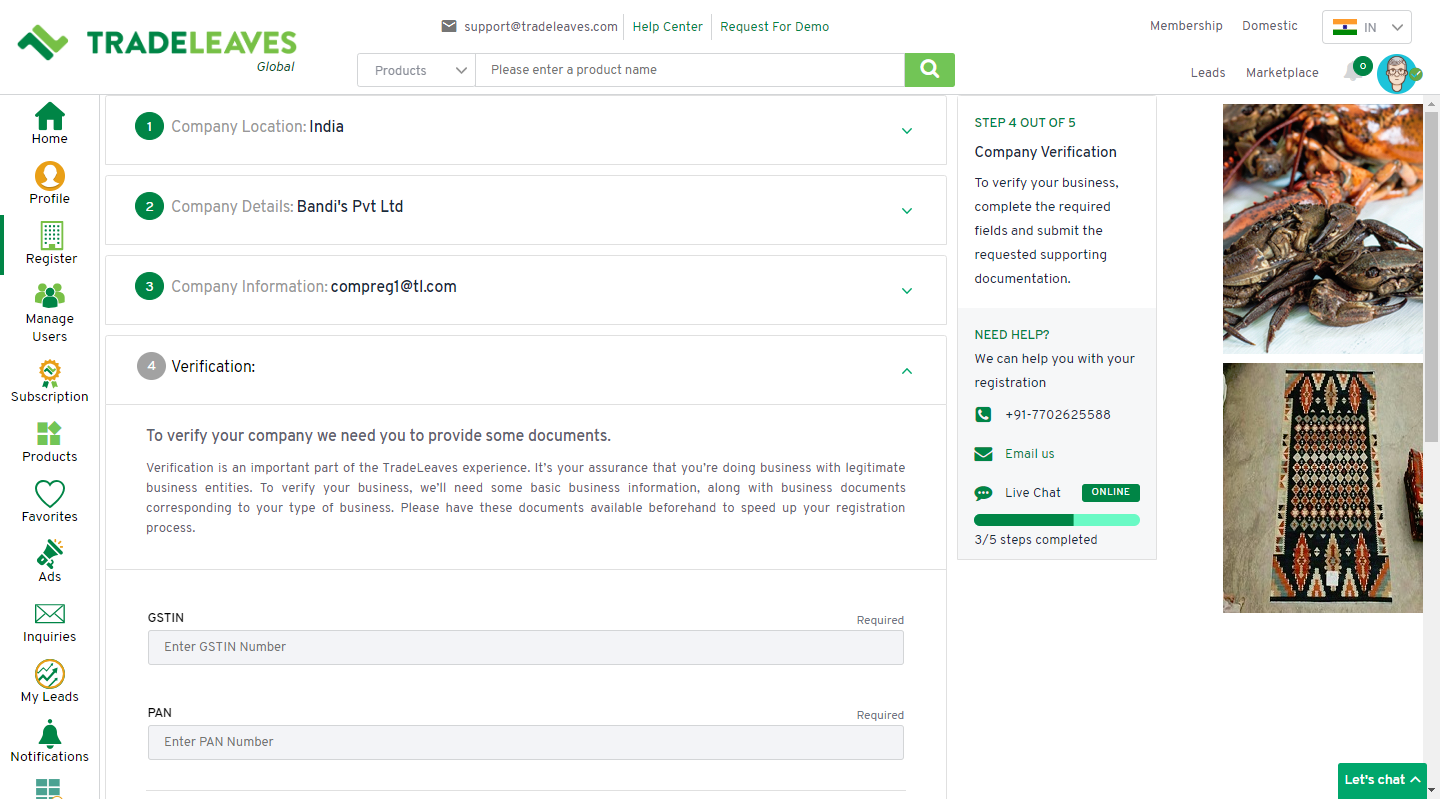 TRADELEAVES
Global
support@tradeleaves.com
Help Center
Request For Demo
Products
Please enter a product name
Membership
Domestic
IN
Leads
Marketplace
0
Home
Profile
Register
Manage
Users
Subscription
Products
Favorites
Ads
Inquiries
My Leads
Notifications
1 Company Location: India
2 Company Details: Bandi's Pvt Ltd
3 Company Information: compreg1@tl.com
4 Verification:
To verify your company we need you to provide some documents.
Verification is an important part of the TradeLeaves experience. It's your assurance that you're doing business with legitimate
business entities. To verify your business, we'll need some basic business information, along with business documents
corresponding to your type of business. Please have these documents available beforehand to speed up your registration
process.
GSTIN
Required
Enter GSTIN Number
PAN
Required
Enter PAN Number
STEP 4 OUT OF 5
Company Verification
To verify your business,
complete the required
fields and submit the
requested supporting
documentation.
NEED HELP?
We can help you with your
registration
+91-7702625588
Email us
Live Chat
ONLINE
3/5 steps completed
Let's chat